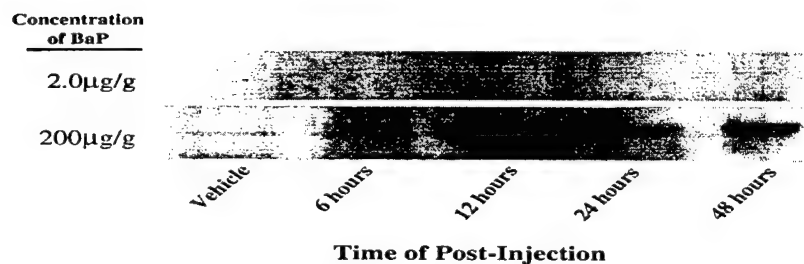 Concentration
of BaP
2.0µg/g
200µg/g
Vehicle
6 hours
12 hours
24 hours
48 hours
Time of Post-Injection